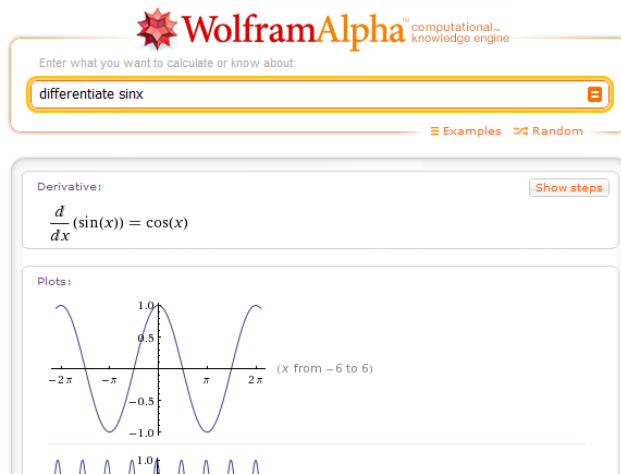 WolframAlpha™ computational...
knowledge engine
Enter what you want to calculate or know about:
differentiate sinx
Examples Random
Derivative:
Show steps
d/dx (sin(x)) = cos(x)
Plots:
1.0
0.5
−2π −π π 2π
(x from −6 to 6)
−0.5
−1.0
1.0